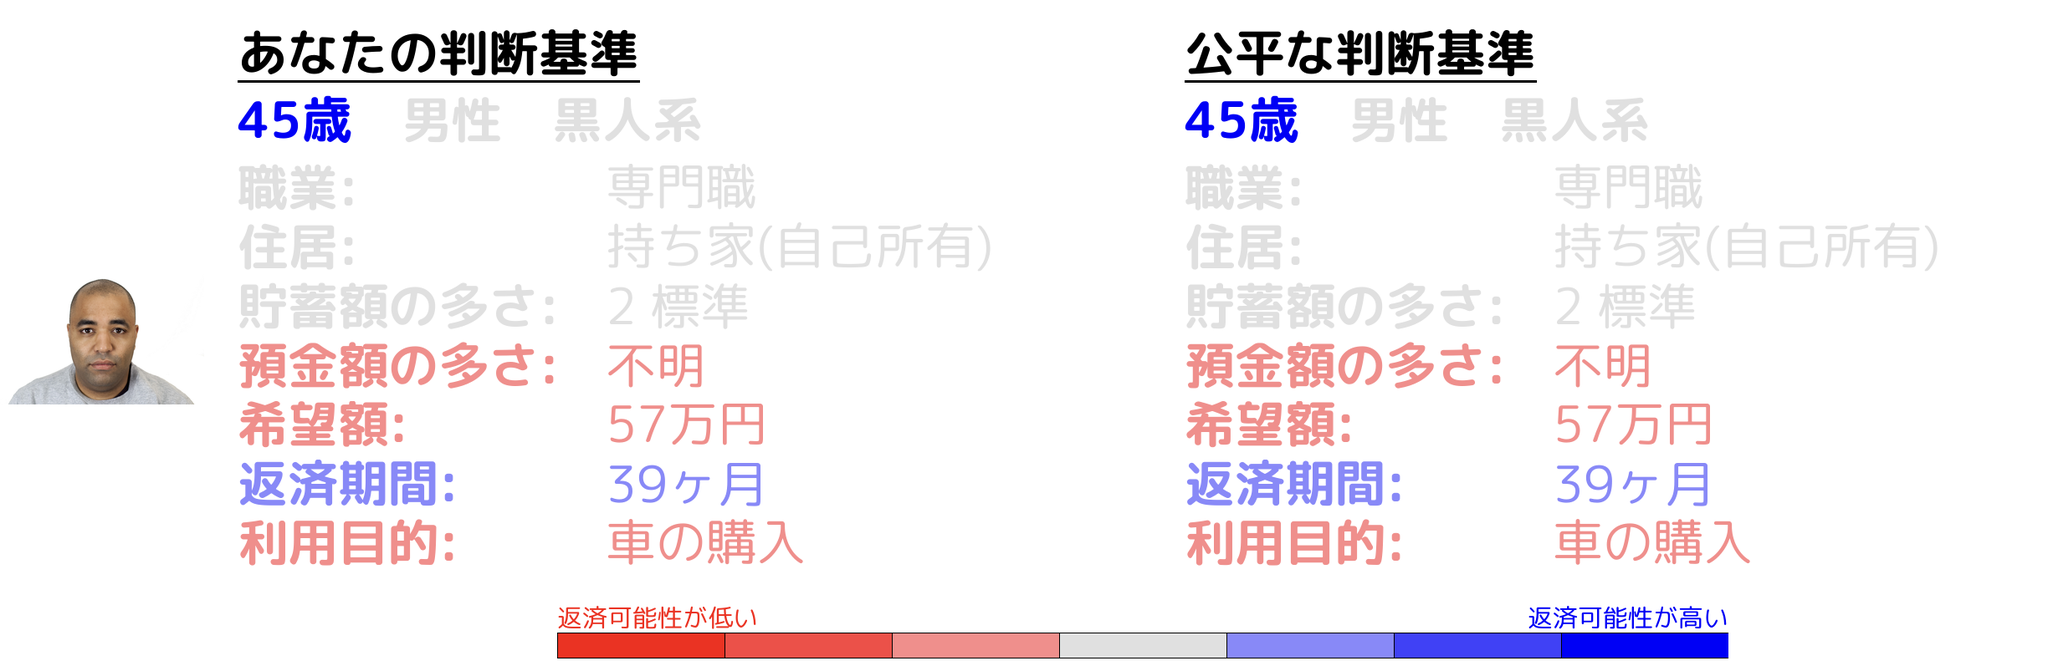 あなたの判断基準
45歳 男性 黒人系
職業: 専門職
住居: 持ち家(自己所有)
貯蓄額の多さ: 2 標準
預金額の多さ: 不明
希望額: 57万円
返済期間: 39ヶ月
利用目的: 車の購入
公平な判断基準
45歳 男性 黒人系
職業: 専門職
住居: 持ち家(自己所有)
貯蓄額の多さ: 2 標準
預金額の多さ: 不明
希望額: 57万円
返済期間: 39ヶ月
利用目的: 車の購入
返済可能性が低い
返済可能性が高い